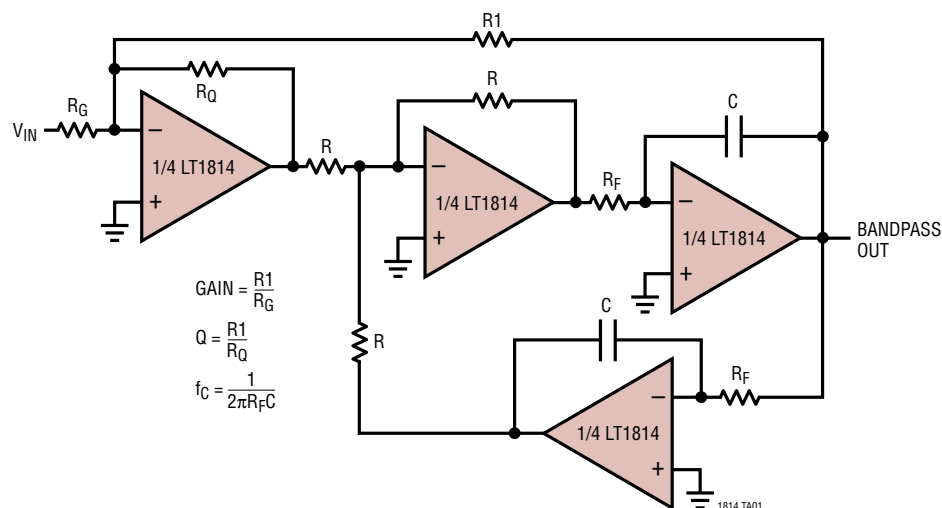 R1
R
C
RG
RQ
VIN
−
1/4 LT1814
+
R
−
1/4 LT1814
+
RF
−
1/4 LT1814
+
BANDPASS
OUT
GAIN = R1/RG
Q = R1/RQ
fC = 1/2πRFC
R
C
RF
−
1/4 LT1814
+
1814 TA01